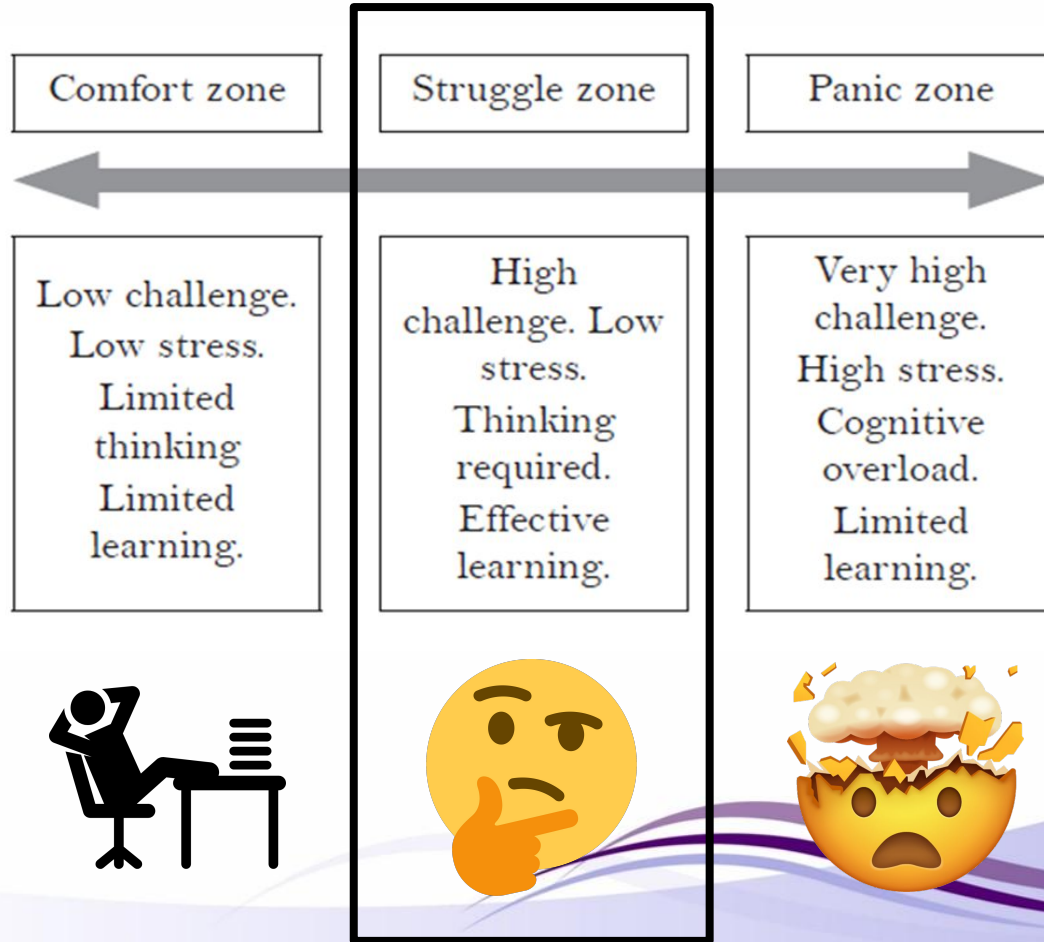 Comfort zone
Struggle zone
Panic zone
Low challenge.
Low stress.
Limited
thinking
Limited
learning.
High
challenge. Low
stress.
Thinking
required.
Effective
learning.
Very high
challenge.
High stress.
Cognitive
overload.
Limited
learning.